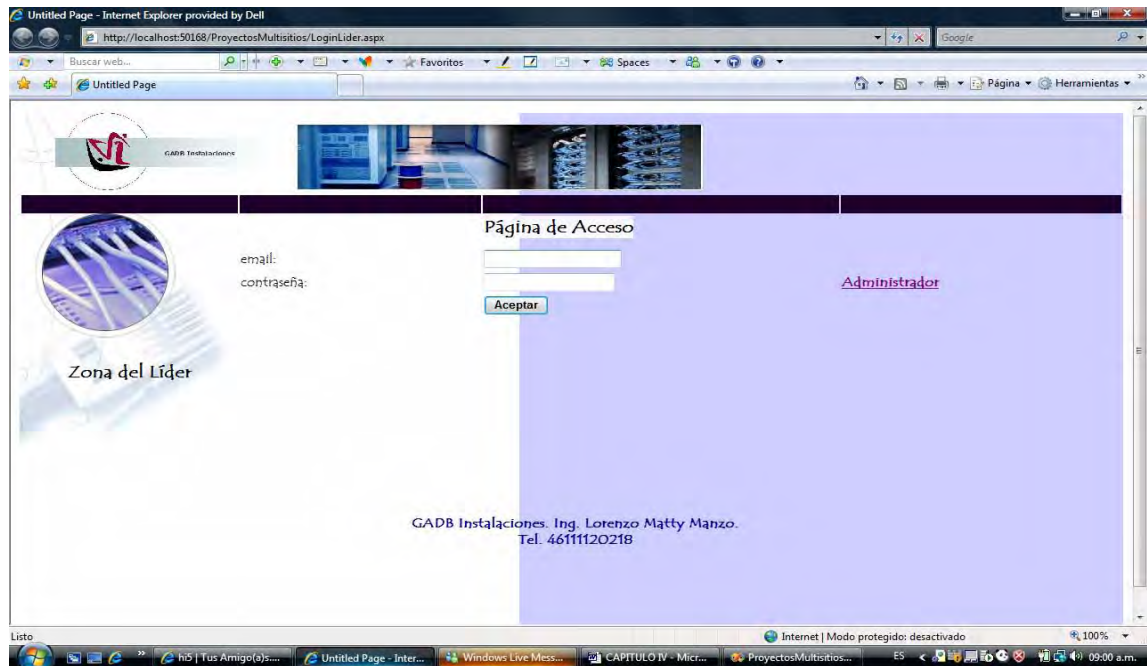 Untitled Page - Internet Explorer provided by Dell
http://localhost:50168/ProyectosMultisitios/LoginLider.aspx
Google
Buscar web...
Favoritos
Spaces
Untitled Page
Página
Herramientas
GADB Instalaciones
Página de Acceso
email:
contraseña:
Administrador
Aceptar
Zona del Líder
GADB Instalaciones. Ing. Lorenzo Matty Manzo.
Tel. 46111120218
Listo
Internet | Modo protegido: desactivado
100%
hi5 | Tus Amigo(a)s....
Untitled Page - Inter...
Windows Live Mess...
CAPITULO IV - Micr...
ProyectosMultisitios...
ES
09:00 a.m.